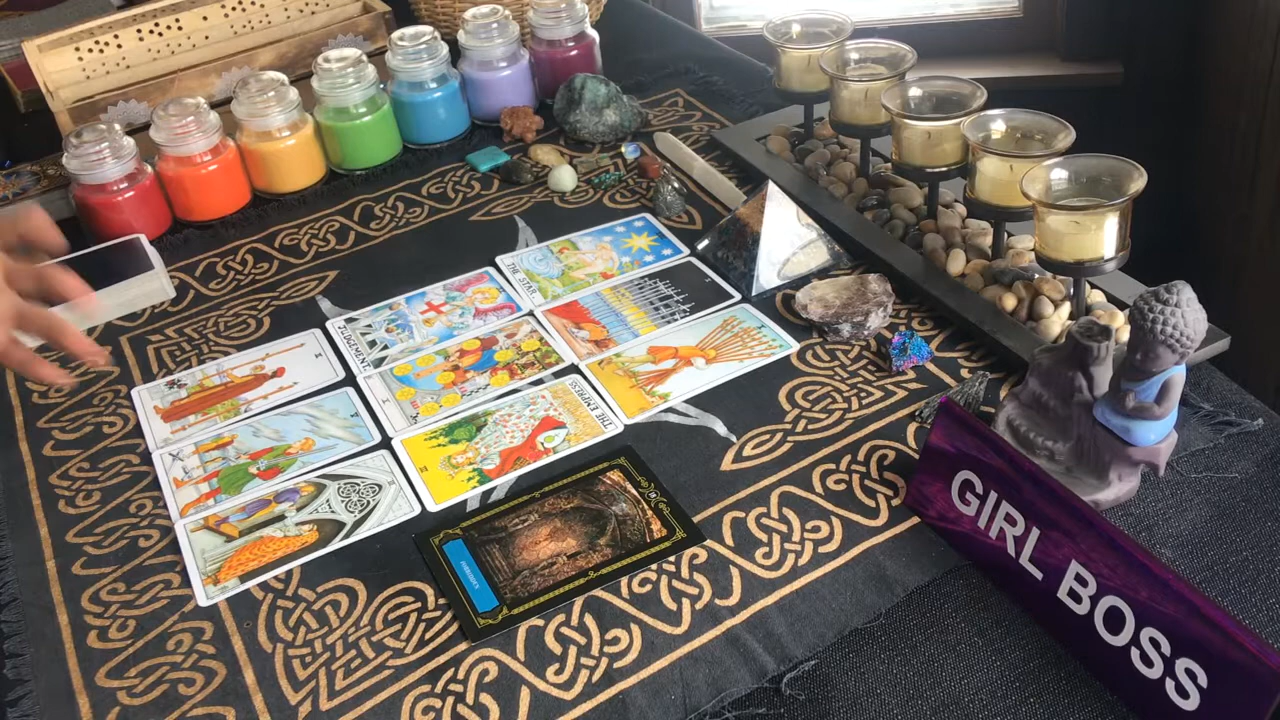 THE STAR.
JUDGEMENT.
THE EMPRESS.
GIRL BOSS